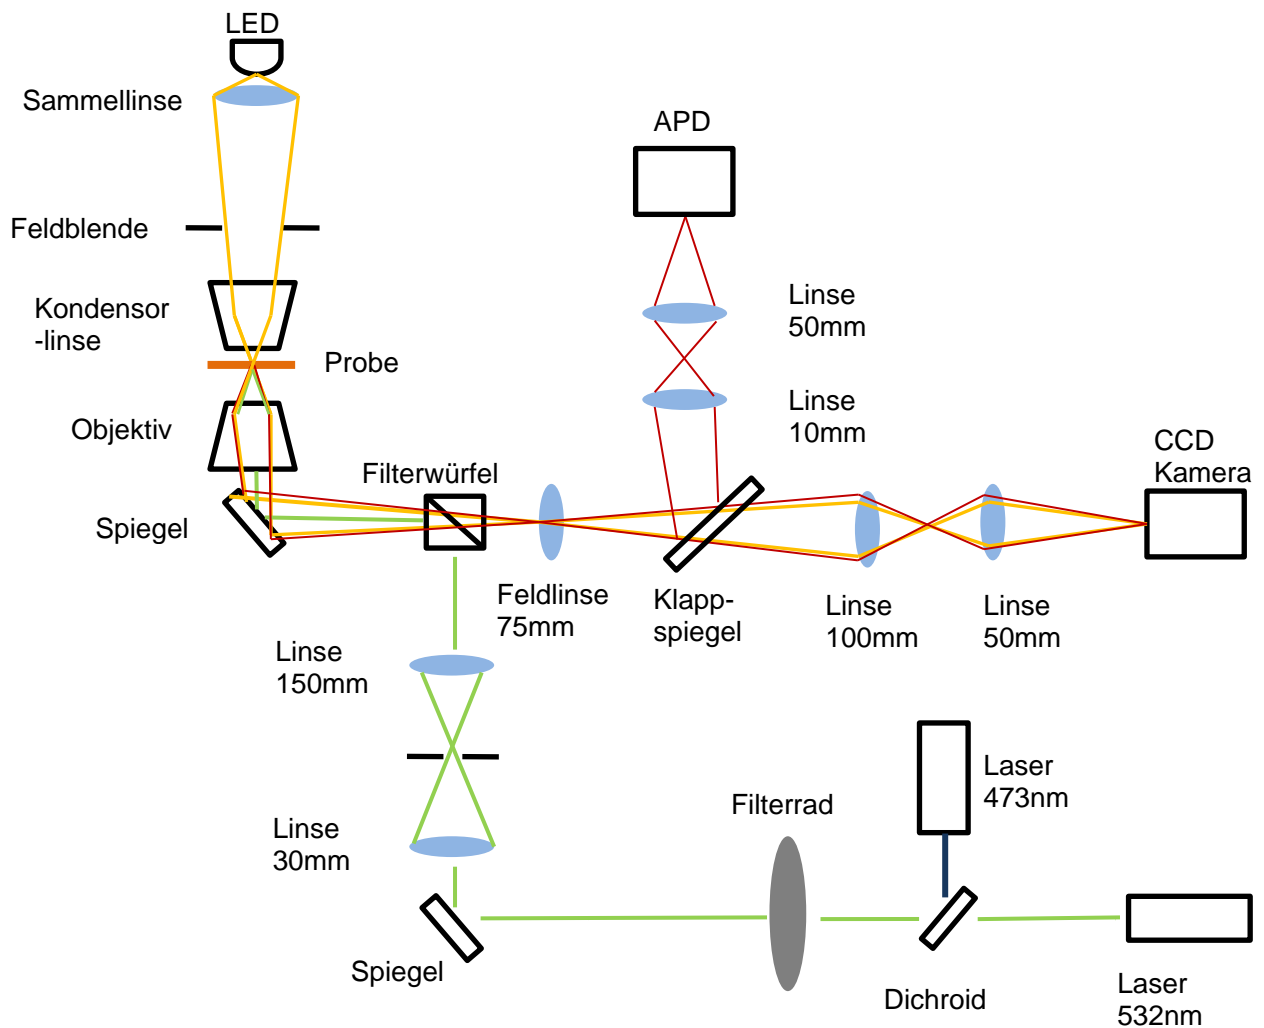 LED
Sammellinse
APD
Feldblende
Kondensor
-linse
Linse
50mm
Probe
Linse
10mm
Objektiv
CCD
Kamera
Filterwürfel
Spiegel
Feldlinse
75mm
Klapp-
spiegel
Linse
100mm
Linse
50mm
Linse
150mm
Laser
473nm
Filterrad
Linse
30mm
Spiegel
Dichroid
Laser
532nm